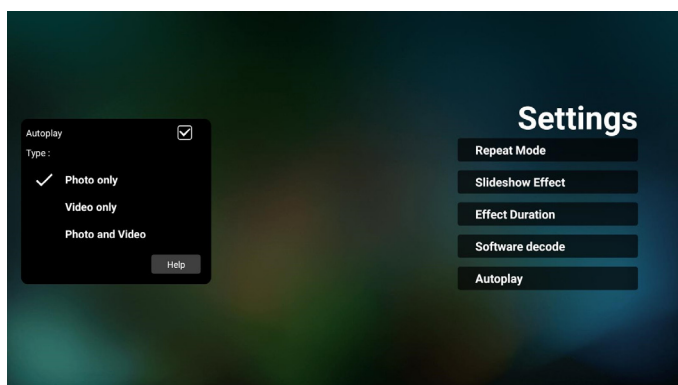 Autoplay
Type :
Photo only
Video only
Photo and Video
Help
Settings
Repeat Mode
Slideshow Effect
Effect Duration
Software decode
Autoplay